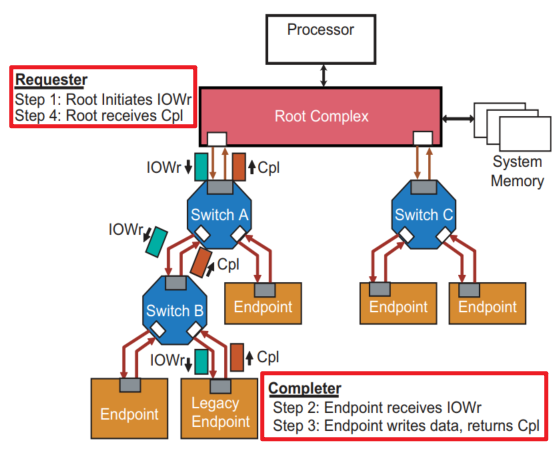 Processor
Requester
Step 1: Root Initiates IOWr
Step 4: Root receives Cpl
Root Complex
System
Memory
IOWr
Cpl
Switch A
Switch C
IOWr
Cpl
Switch B
Endpoint
Endpoint
Endpoint
IOWr
Cpl
Endpoint
Legacy
Endpoint
Completer
Step 2: Endpoint receives IOWr
Step 3: Endpoint writes data, returns Cpl